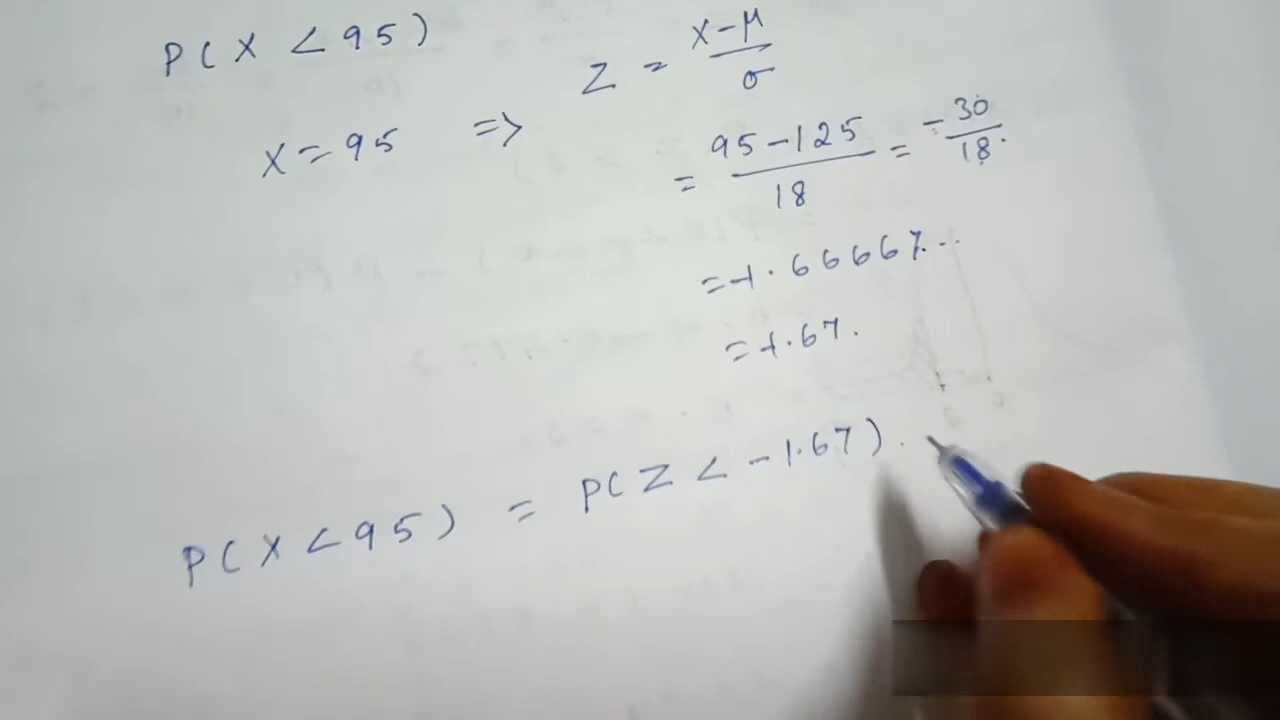 P(X < 95)
Z = X-μ/σ
X = 95 ⇒ = 95-125/18 = -30/18.
= -1.66667...
= -1.67.
P(X < 95) = P(Z < -1.67).